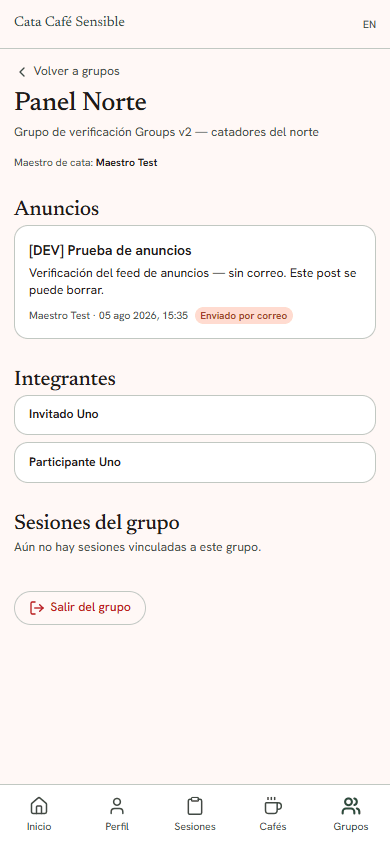 Cata Café Sensible
EN
Volver a grupos
Panel Norte
Grupo de verificación Groups v2 — catadores del norte
Maestro de cata: Maestro Test
Anuncios
[DEV] Prueba de anuncios
Verificación del feed de anuncios — sin correo. Este post se
puede borrar.
Maestro Test · 05 ago 2026, 15:35 Enviado por correo
Integrantes
Invitado Uno
Participante Uno
Sesiones del grupo
Aún no hay sesiones vinculadas a este grupo.
Salir del grupo
Inicio
Perfil
Sesiones
Cafés
Grupos